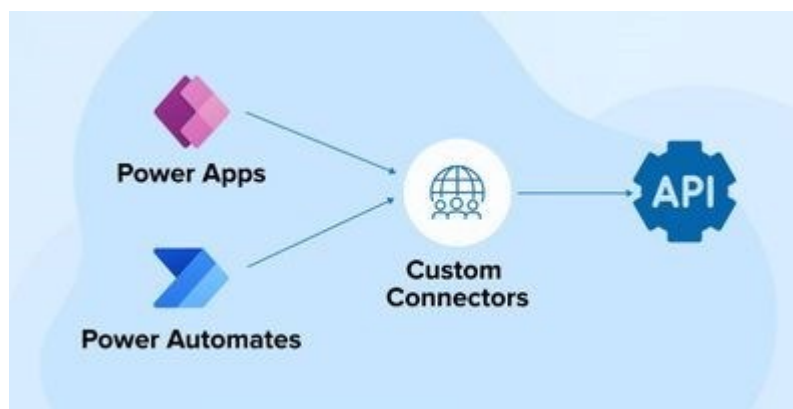 Power Apps
Power Automates
Custom
Connectors
API